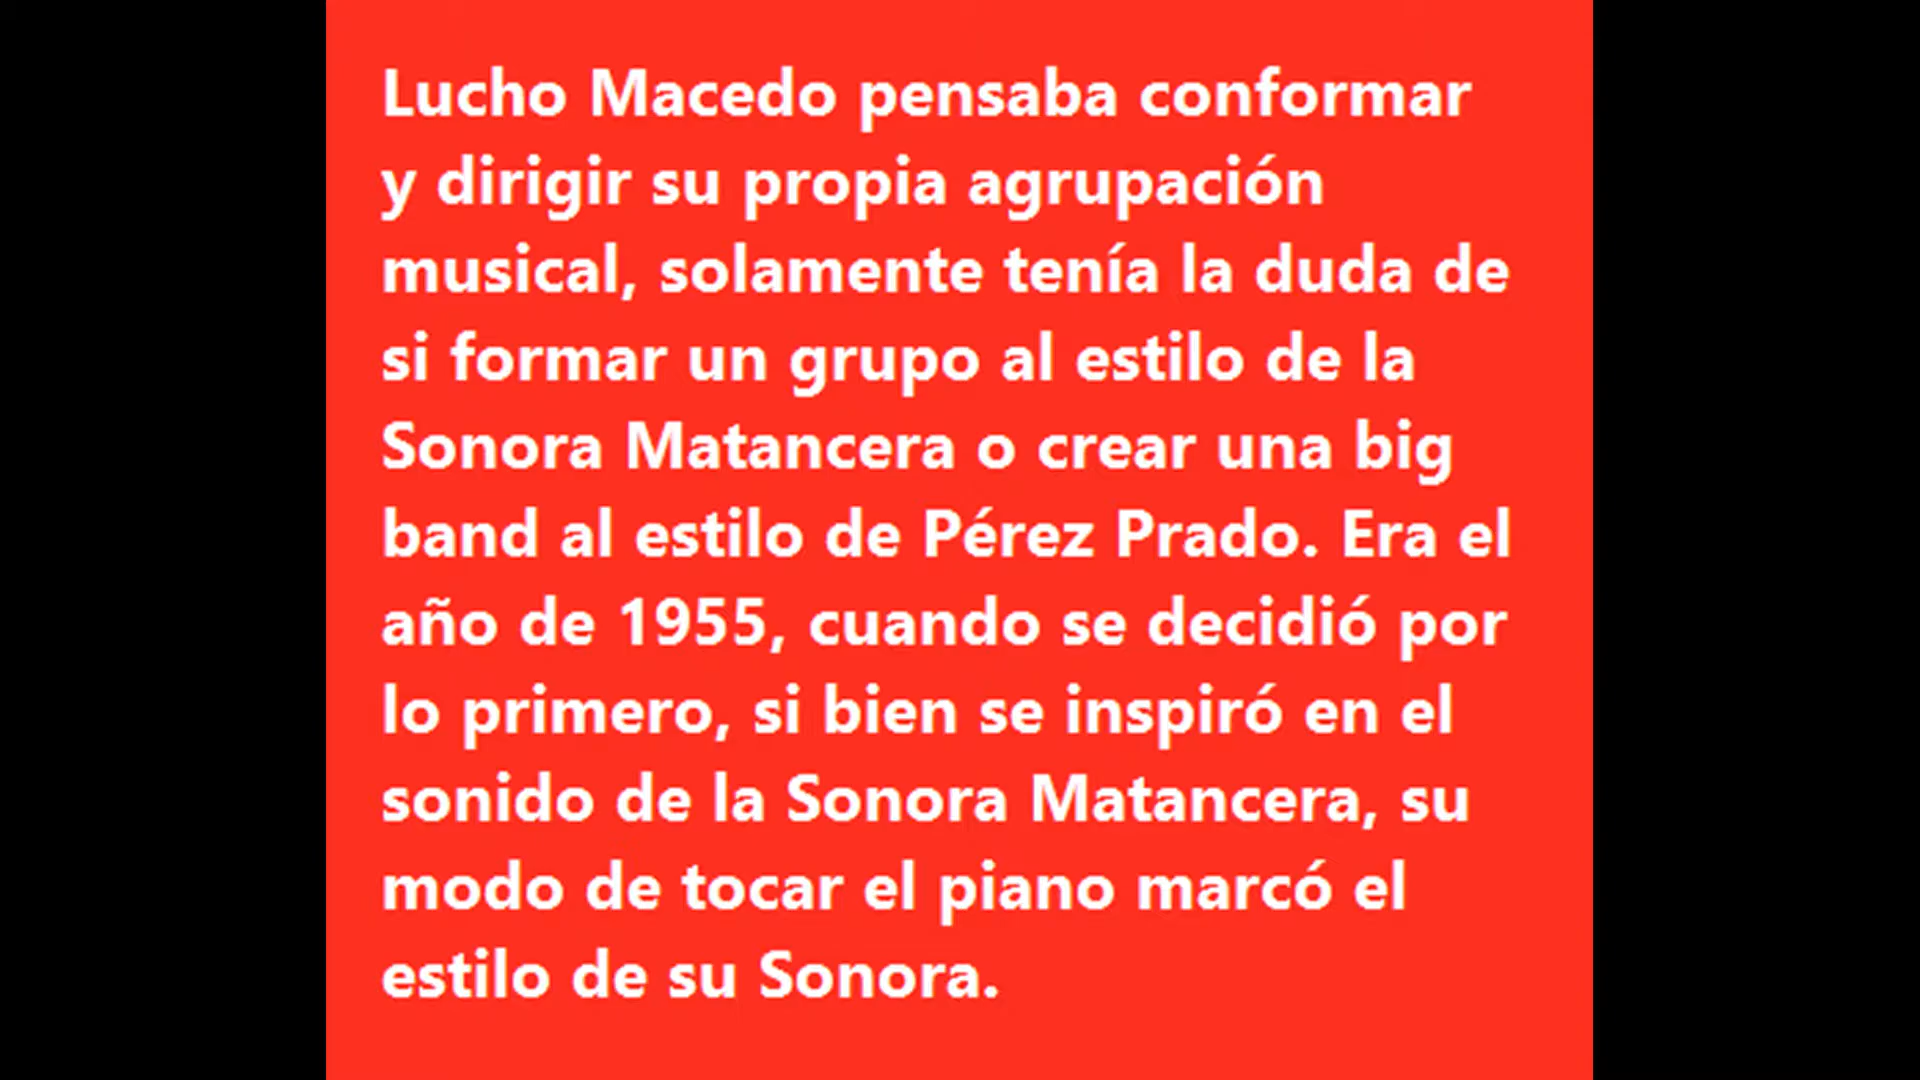 Lucho Macedo pensaba conformar
y dirigir su propia agrupación
musical, solamente tenía la duda de
si formar un grupo al estilo de la
Sonora Matancera o crear una big
band al estilo de Pérez Prado. Era el
año de 1955, cuando se decidió por
lo primero, si bien se inspiró en el
sonido de la Sonora Matancera, su
modo de tocar el piano marcó el
estilo de su Sonora.